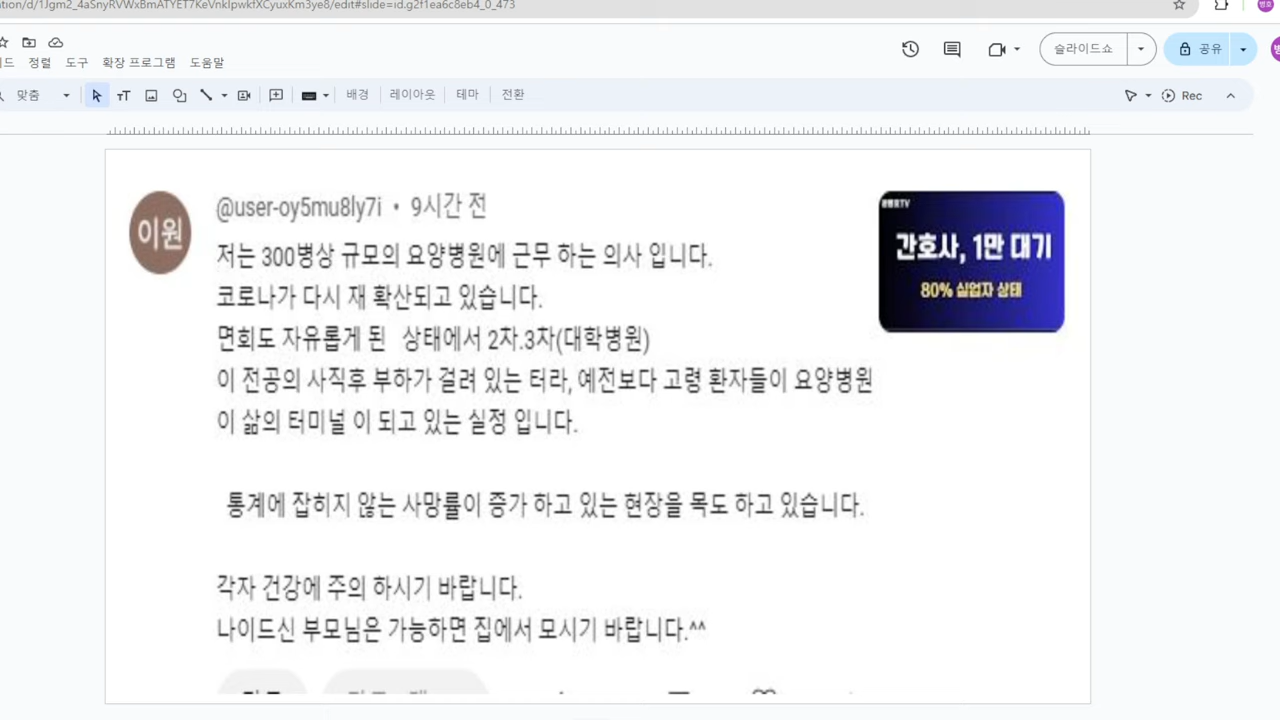 ation/d/1Jgm2_4aSnyRVWxBmATYET7KeVnklpwkfXCyuxKm3ye8/edit#slide=id.g2f1ea6c8eb4_0_473
정렬 도구 확장 프로그램 도움말
슬라이드쇼
공유
맞춤
배경 레이아웃 테마 전환
Rec
이원
@user-oy5mu8ly7i • 9시간 전
저는 300병상 규모의 요양병원에 근무 하는 의사 입니다.
코로나가 다시 재 확산되고 있습니다.
면회도 자유롭게 된 상태에서 2차.3차(대학병원)
이 전공의 사직후 부하가 걸려 있는 터라, 예전보다 고령 환자들이 요양병원
이 삶의 터미널 이 되고 있는 실정 입니다.
통계에 잡히지 않는 사망률이 증가 하고 있는 현장을 목도 하고 있습니다.
각자 건강에 주의 하시기 바랍니다.
나이드신 부모님은 가능하면 집에서 모시기 바랍니다.^^
간호사, 1만 대기
80% 실업자 상태